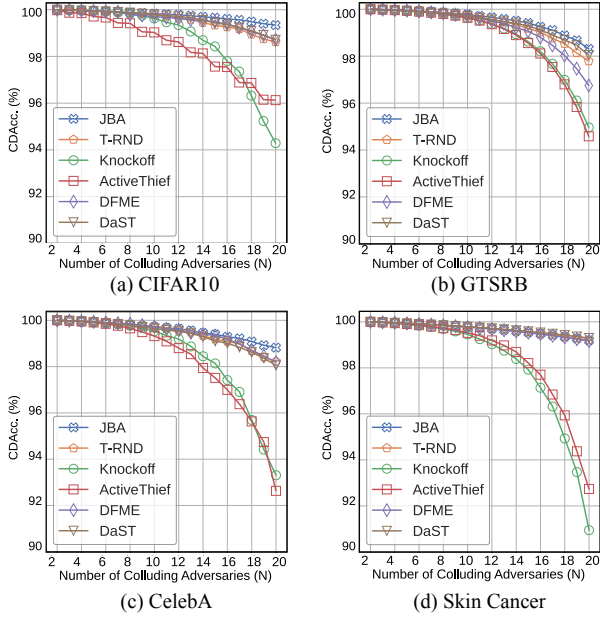 100
98
96
94
92
90
CDAcc. (%)
JBA
T-RND
Knockoff
ActiveThief
DFME
DaST
2 4 6 8 10 12 14 16 18 20
Number of Colluding Adversaries (N)
(a) CIFAR10
100
98
96
94
92
90
CDAcc. (%)
JBA
T-RND
Knockoff
ActiveThief
DFME
DaST
2 4 6 8 10 12 14 16 18 20
Number of Colluding Adversaries (N)
(b) GTSRB
100
98
96
94
92
90
CDAcc. (%)
JBA
T-RND
Knockoff
ActiveThief
DFME
DaST
2 4 6 8 10 12 14 16 18 20
Number of Colluding Adversaries (N)
(c) CelebA
100
98
96
94
92
90
CDAcc. (%)
JBA
T-RND
Knockoff
ActiveThief
DFME
DaST
2 4 6 8 10 12 14 16 18 20
Number of Colluding Adversaries (N)
(d) Skin Cancer